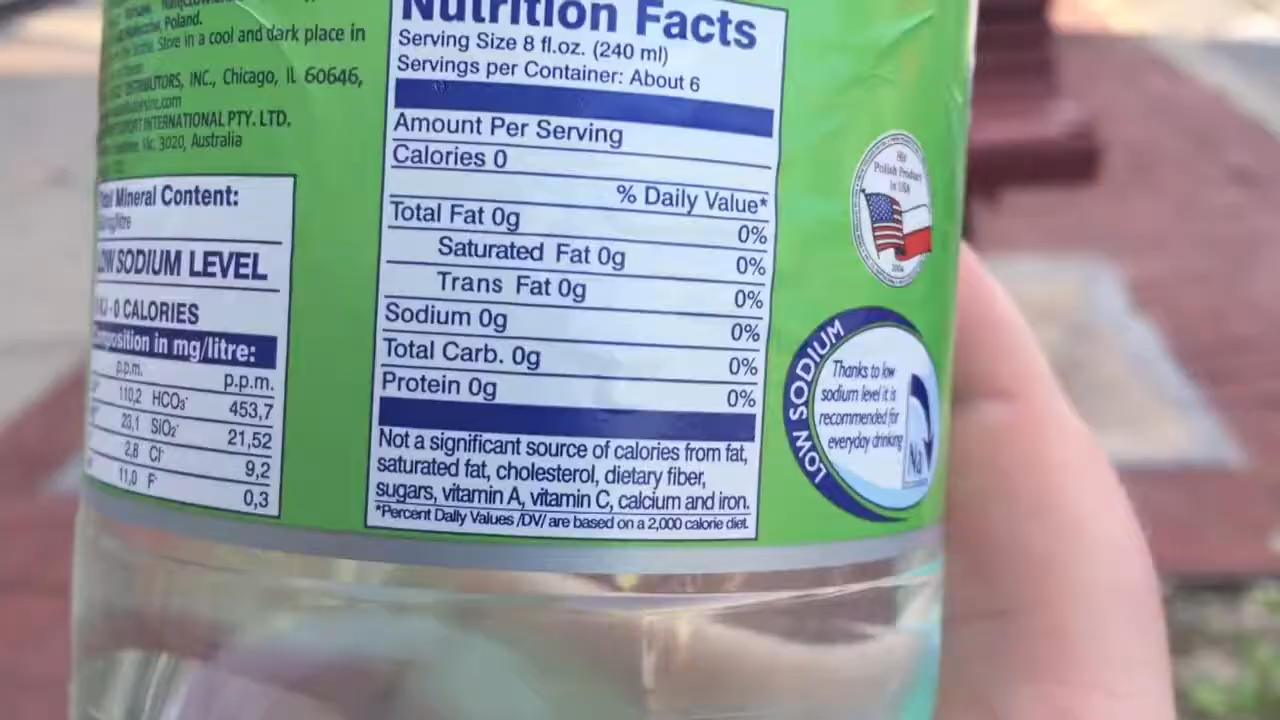 Poland.
Store in a cool and dark place in
DISTRIBUTORS, INC., Chicago, IL 60646,
INTERNATIONAL PTY. LTD.
Vic. 3020, Australia
Mineral Content:
LOW SODIUM LEVEL
0 CALORIES
Composition in mg/litre:
p.p.m. p.p.m.
110,2 HCO₃⁻ 453,7
23,1 SiO₂⁻ 21,52
2,8 Cl⁻ 9,2
11,0 F⁻ 0,3
Nutrition Facts
Serving Size 8 fl.oz. (240 ml)
Servings per Container: About 6
Amount Per Serving
Calories 0
% Daily Value*
Total Fat 0g 0%
Saturated Fat 0g 0%
Trans Fat 0g 0%
Sodium 0g 0%
Total Carb. 0g 0%
Protein 0g 0%
Not a significant source of calories from fat,
saturated fat, cholesterol, dietary fiber,
sugars, vitamin A, vitamin C, calcium and iron.
*Percent Daily Values /DV/ are based on a 2,000 calorie diet.
Hit
Polish Product
in USA
2004
LOW SODIUM
Thanks to low
sodium level it is
recommended for
everyday drinking
Na